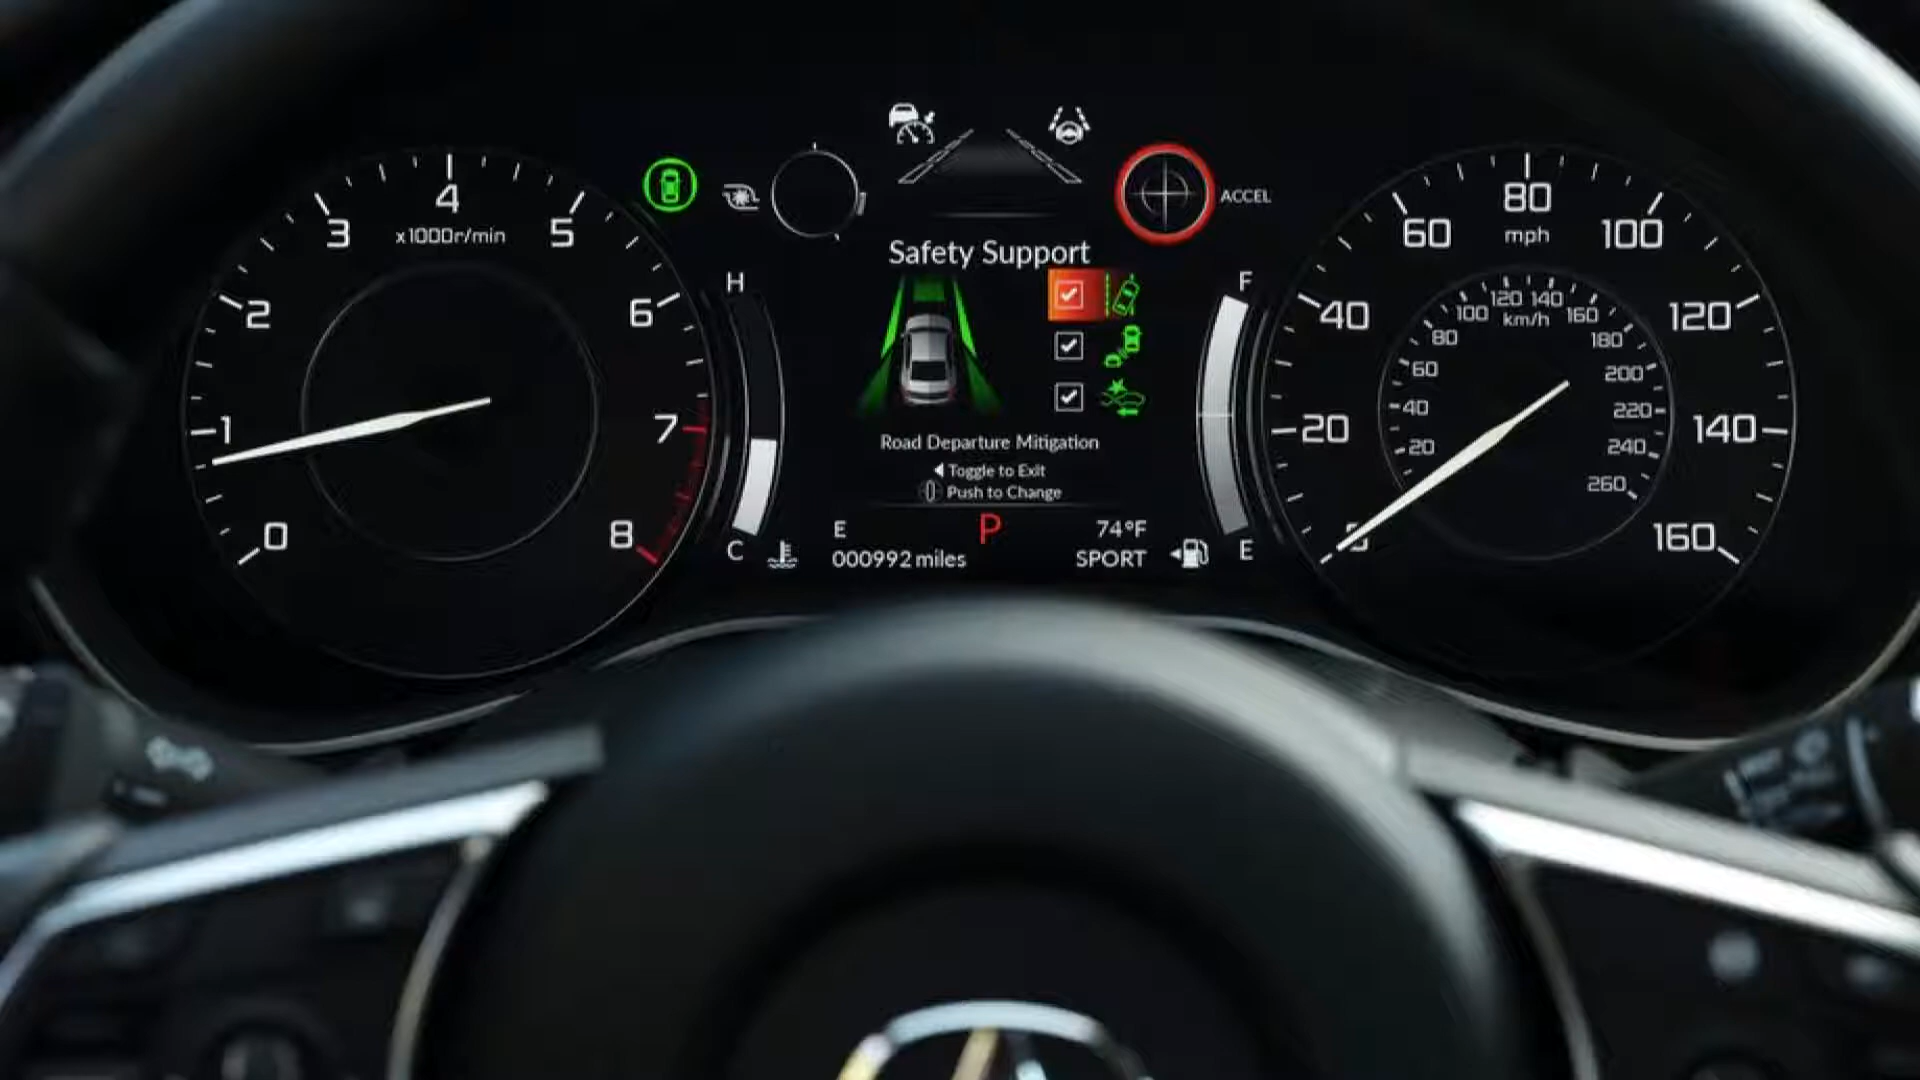 0
1
2
3
4
5
6
7
8
x1000r/min
ACCEL
Safety Support
Road Departure Mitigation
Toggle to Exit
Push to Change
H
C
F
E
E
P
74°F
000992 miles
SPORT
20
40
60
80
100
120
140
160
mph
20
40
60
80
100
120
140
160
180
200
220
240
260
km/h